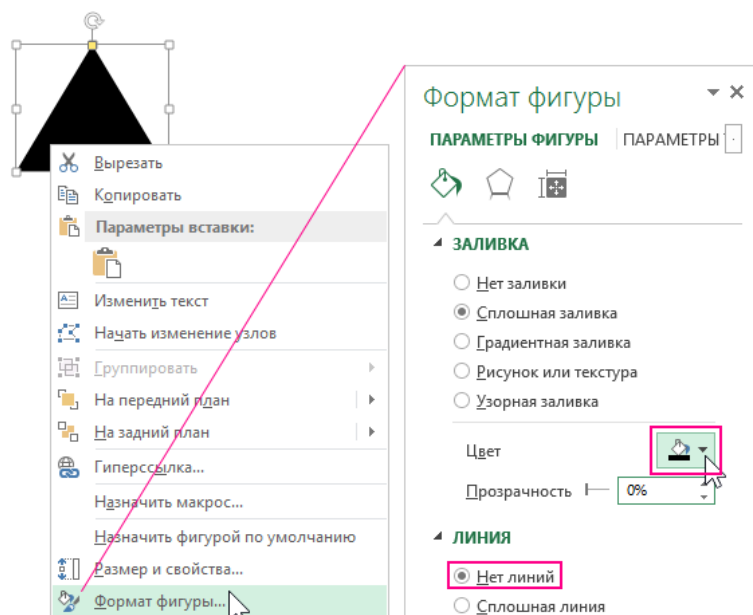 Вырезать
Копировать
Параметры вставки:
Изменить текст
Начать изменение узлов
Группировать
На передний план
На задний план
Гиперссылка...
Назначить макрос...
Назначить фигурой по умолчанию
Размер и свойства...
Формат фигуры...
Формат фигуры
ПАРАМЕТРЫ ФИГУРЫ ПАРАМЕТРЫ
ЗАЛИВКА
Нет заливки
Сплошная заливка
Градиентная заливка
Рисунок или текстура
Узорная заливка
Цвет
Прозрачность 0%
ЛИНИЯ
Нет линий
Сплошная линия